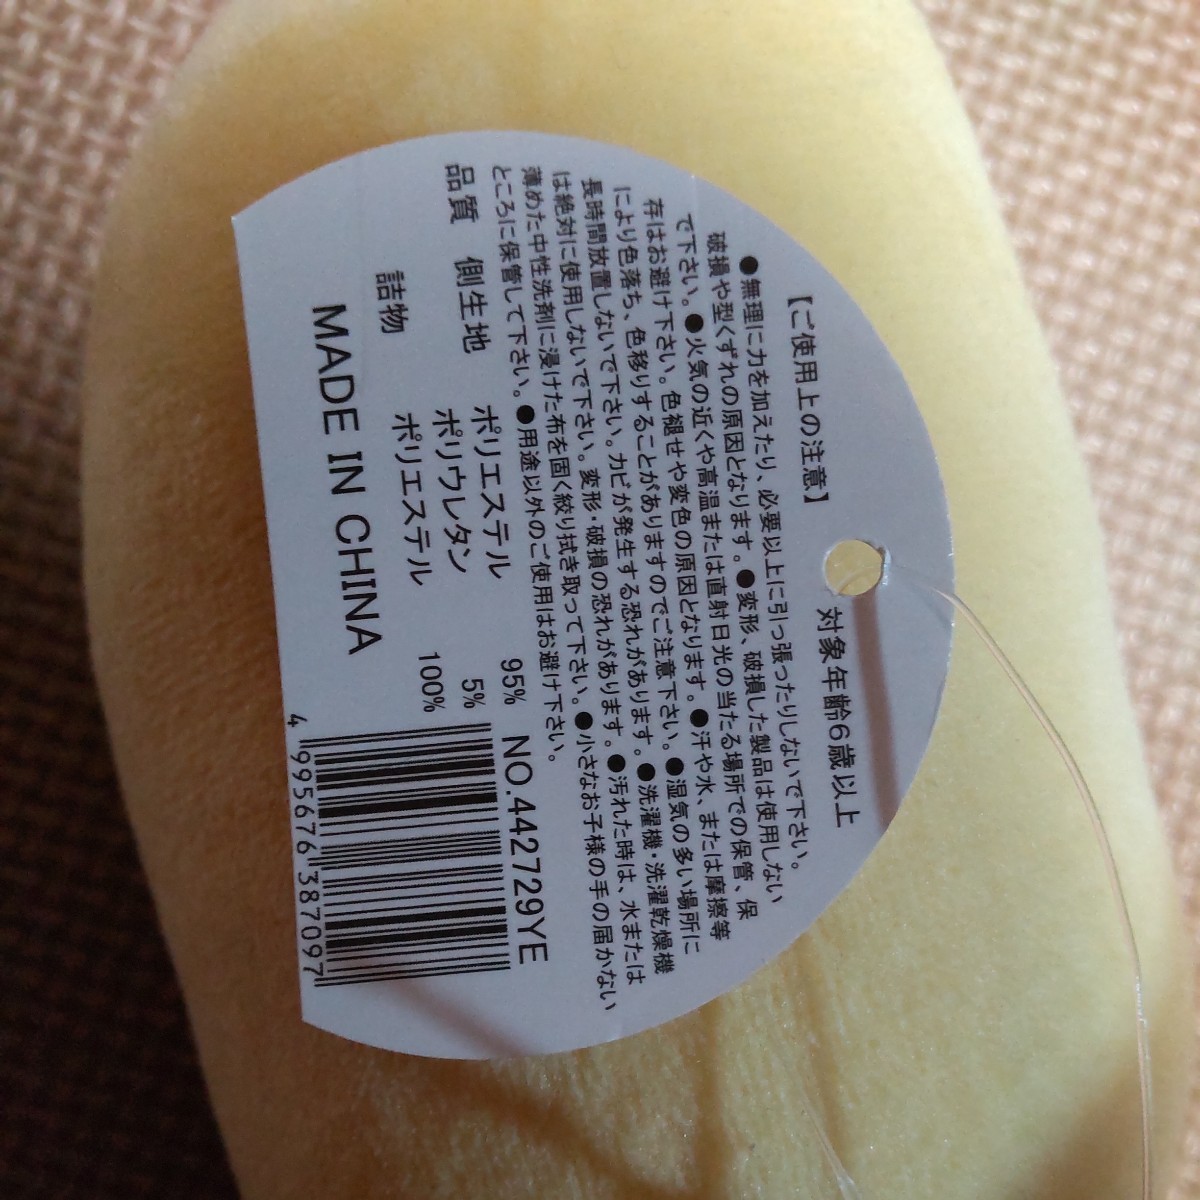 対象年齢6歳以上
【ご使用上の注意】
●無理に力を加えたり、必要以上に引っ張ったりしないで下さい。
破損や型くずれの原因となります。●変形、破損した製品は使用しない
で下さい。●火気の近くや高温または直射日光の当たる場所での保管、保
存はお避け下さい。色褪せや変色の原因となります。●汗や水、または摩擦等
により色落ち、色移りすることがありますのでご注意下さい。●湿気の多い場所に
長時間放置しないで下さい。カビが発生する恐れがあります。●洗濯機・洗濯乾燥機
は絶対に使用しないで下さい。変形・破損の恐れがあります。●汚れた時は、水または
薄めた中性洗剤に浸けた布を固く絞り拭き取って下さい。●小さなお子様の手の届かない
ところに保管して下さい。●用途以外のご使用はお避け下さい。
品質 側生地 ポリエステル 95%
ポリウレタン 5%
詰物 ポリエステル 100%
MADE IN CHINA
NO.442729YE
4 995676 387097